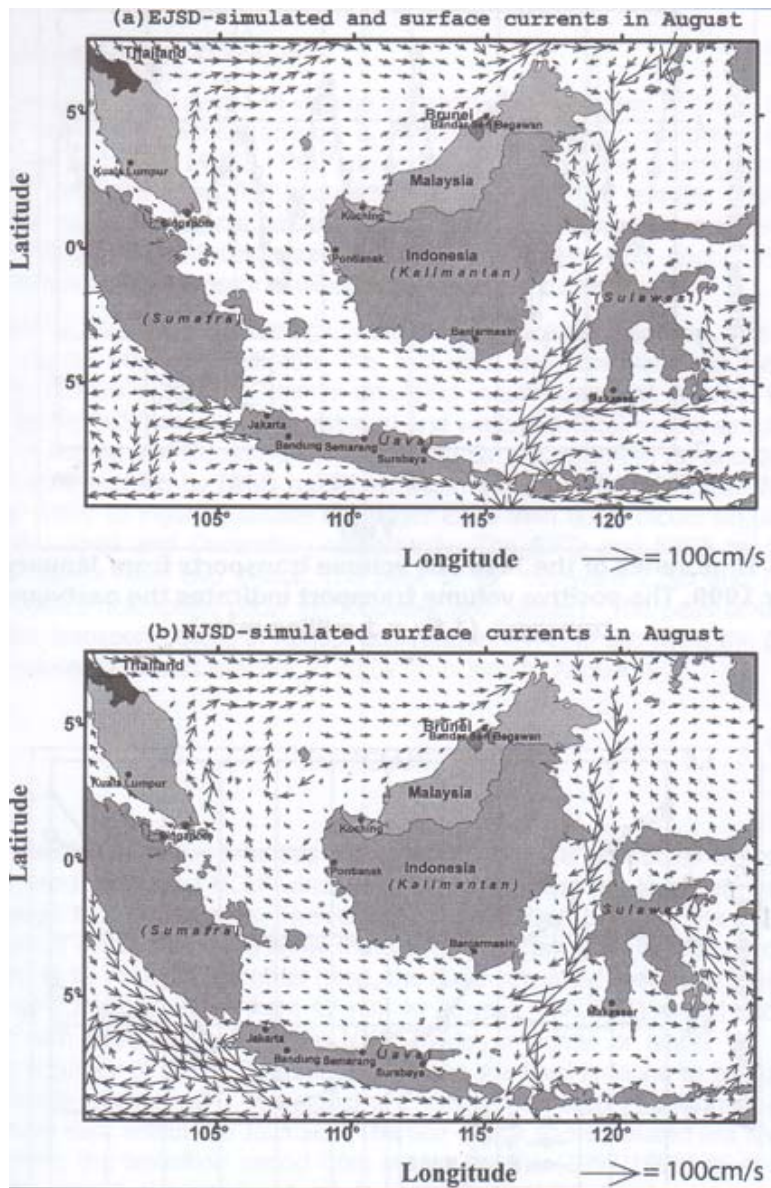 (a)EJSD-simulated and surface currents in August
Thailand
5°
Brunei
Bandar Seri Begawan
Kuala Lumpur
Malaysia
Latitude
Kuching
Singapore
0°
Indonesia
Pontianak
(Kalimantan)
(Sulawesi)
(Sumatra)
Banjarmasin
5°
Makassar
Jakarta
Bandung Semarang
Surabaya
105° 110° 115° 120°
Longitude = 100cm/s
(b)NJSD-simulated surface currents in August
Thailand
5°
Brunei
Bandar Seri Begawan
Kuala Lumpur
Malaysia
Latitude
Kuching
Singapore
0°
Indonesia
Pontianak
(Kalimantan)
(Sulawesi)
(Sumatra)
Banjarmasin
5°
Makassar
Jakarta
Bandung Semarang
Surabaya
105° 110° 115° 120°
Longitude = 100cm/s